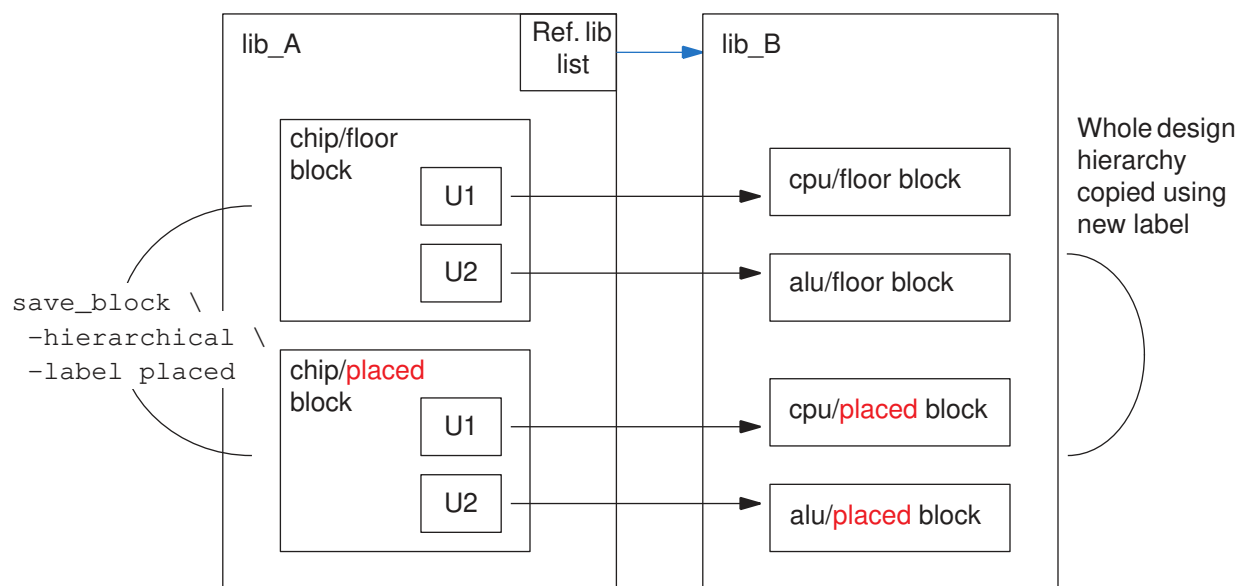 lib_A
Ref. lib
list
lib_B
chip/floor
block
U1
U2
cpu/floor block
alu/floor block
Whole design
hierarchy
copied using
new label
save_block \
-hierarchical \
-label placed
chip/placed
block
U1
U2
cpu/placed block
alu/placed block